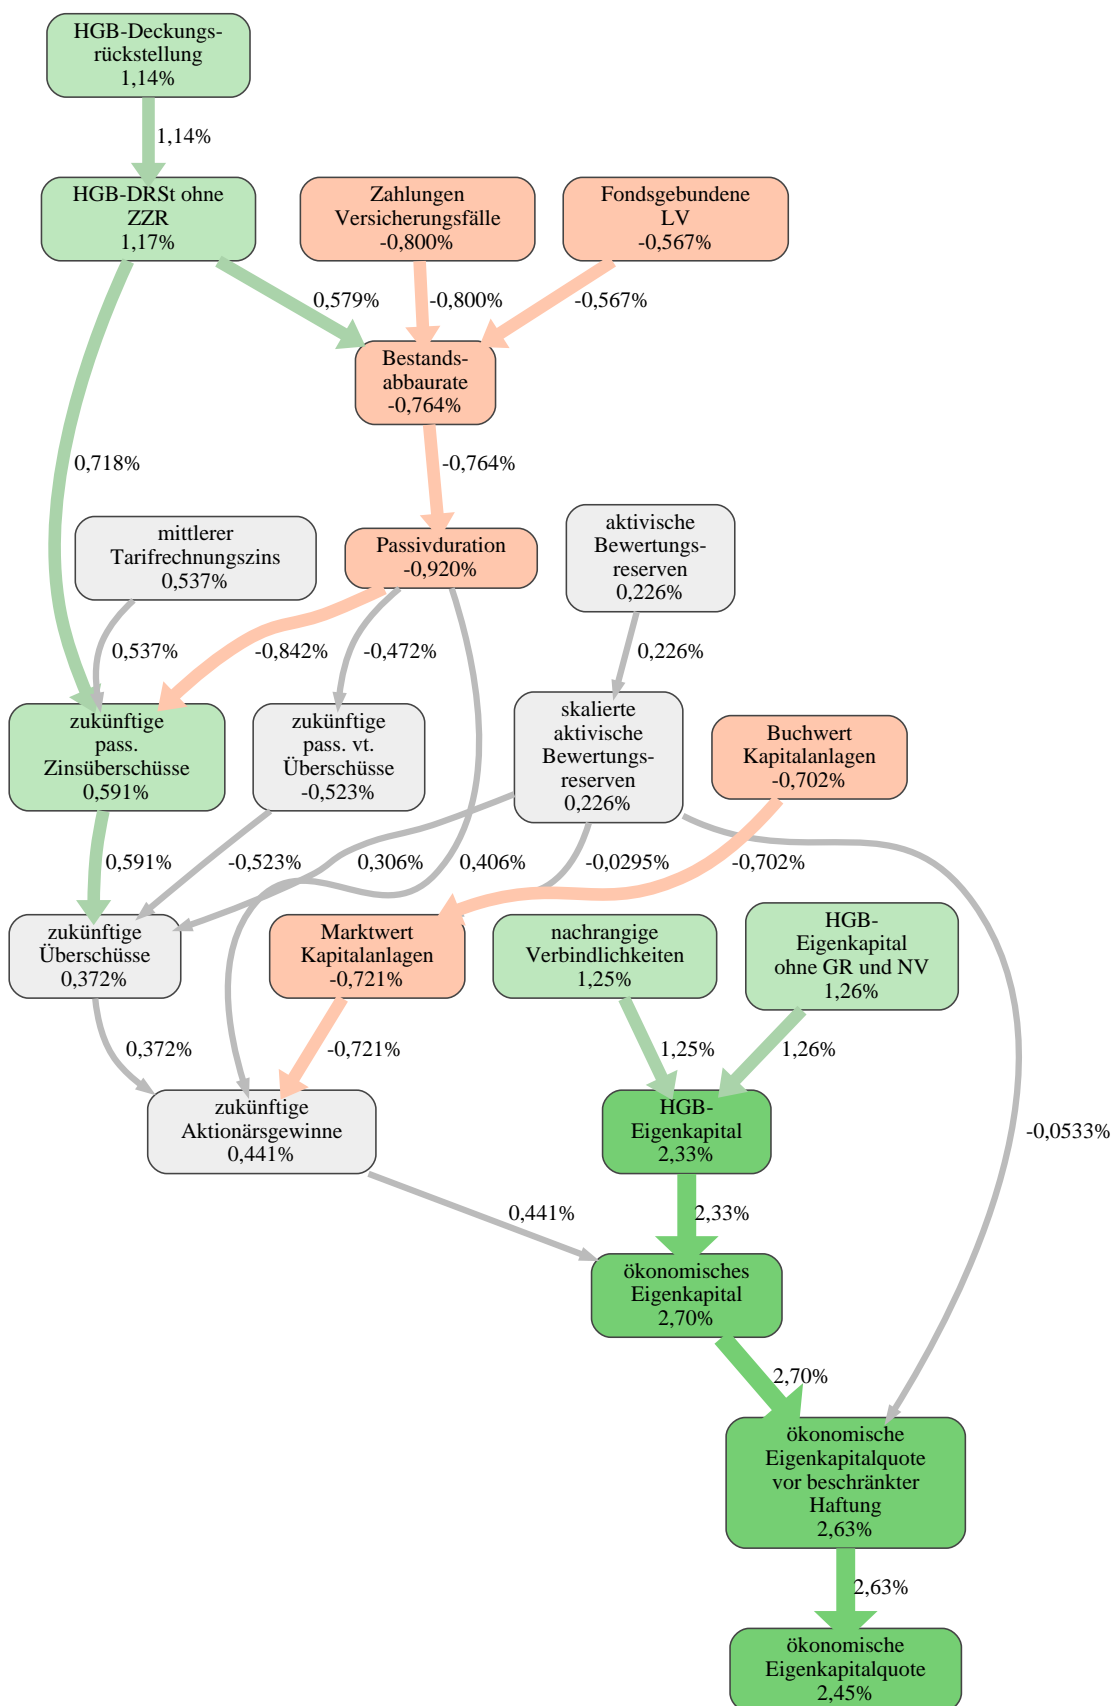 HGB-Deckungs-
rückstellung
1,14%
1,14%
HGB-DRSt ohne
ZZR
1,17%
Zahlungen
Versicherungsfälle
-0,800%
Fondsgebundene
LV
-0,567%
0,579%
-0,800%
-0,567%
Bestands-
abbaurate
-0,764%
0,718%
-0,764%
mittlerer
Tarifrechnungszins
0,537%
Passivduration
-0,920%
aktivische
Bewertungs-
reserven
0,226%
0,537%
-0,842%
-0,472%
0,226%
zukünftige
pass.
Zinsüberschüsse
0,591%
zukünftige
pass. vt.
Überschüsse
-0,523%
skalierte
aktivische
Bewertungs-
reserven
0,226%
Buchwert
Kapitalanlagen
-0,702%
0,591%
-0,523%
0,306%
0,406%
-0,0295%
-0,702%
zukünftige
Überschüsse
0,372%
Marktwert
Kapitalanlagen
-0,721%
nachrangige
Verbindlichkeiten
1,25%
HGB-
Eigenkapital
ohne GR und NV
1,26%
0,372%
-0,721%
1,25%
1,26%
zukünftige
Aktionärsgewinne
0,441%
HGB-
Eigenkapital
2,33%
-0,0533%
0,441%
2,33%
ökonomisches
Eigenkapital
2,70%
2,70%
ökonomische
Eigenkapitalquote
vor beschränkter
Haftung
2,63%
2,63%
ökonomische
Eigenkapitalquote
2,45%